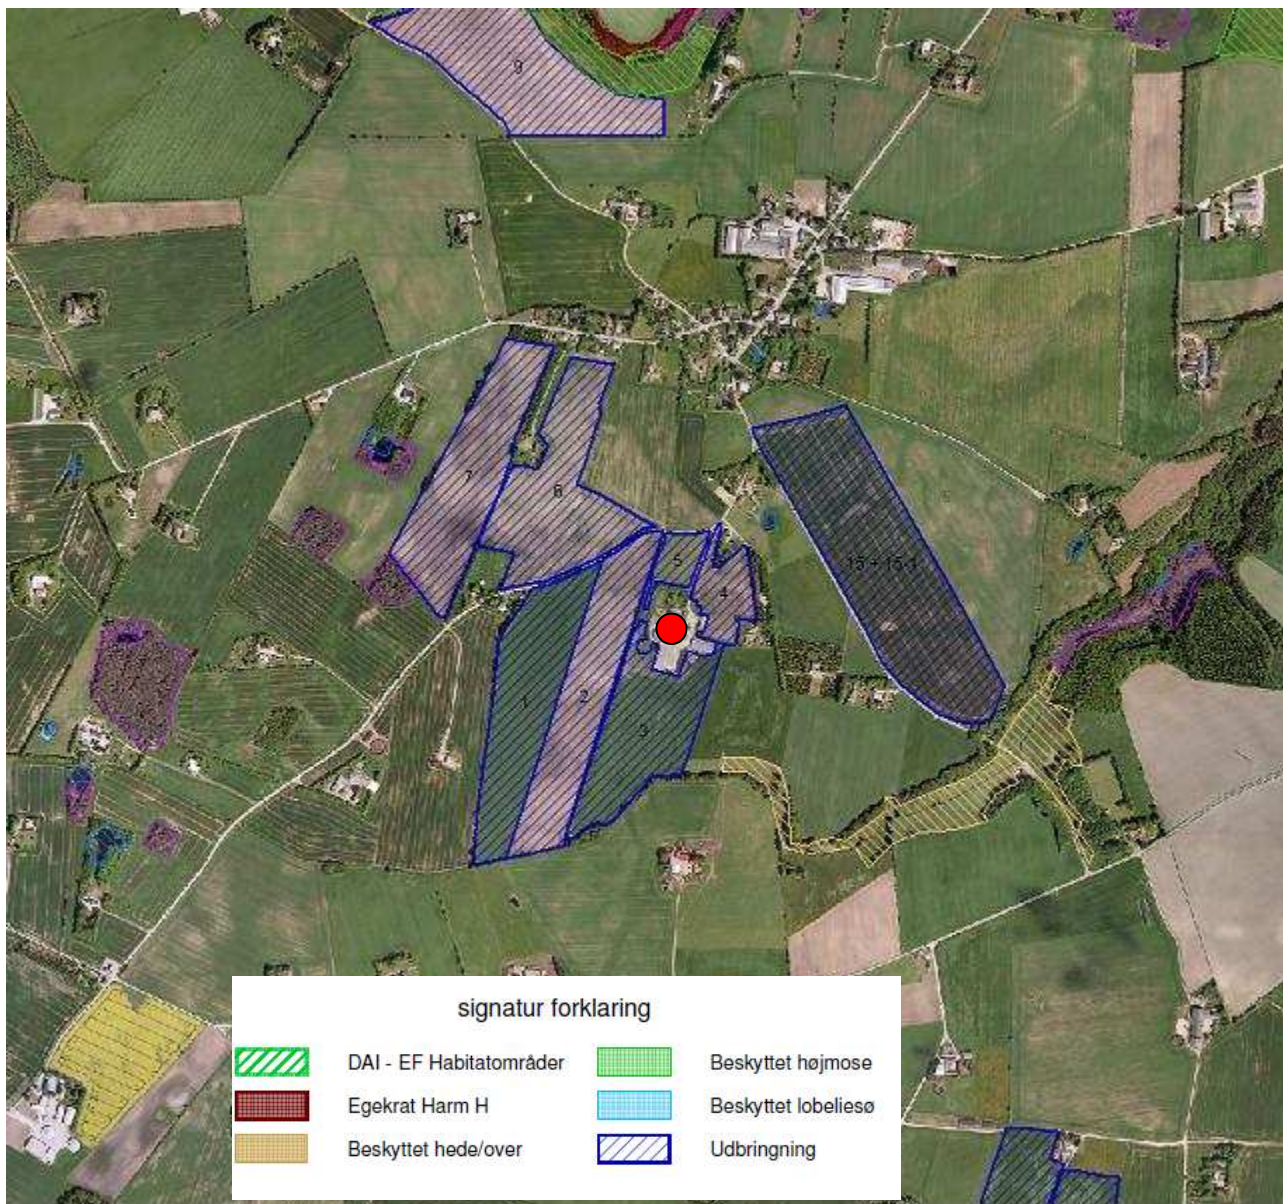 9
7
6
5
4
15 + 15-1
1
2
3
signatur forklaring
DAI - EF Habitatområder
Beskyttet højmose
Egekrat Harm H
Beskyttet lobeliesø
Beskyttet hede/over
Udbringning